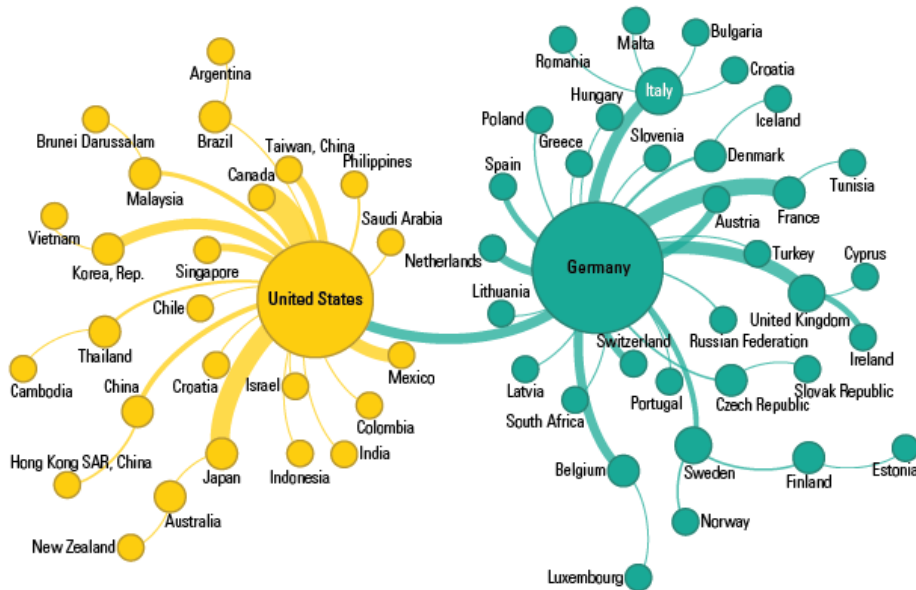 Argentina
Brunei Darussalam
Brazil
Taiwan, China
Canada
Philippines
Malaysia
Vietnam
Saudi Arabia
Korea, Rep.
Singapore
United States
Chile
Thailand
Cambodia
China
Croatia
Israel
Mexico
Colombia
Hong Kong SAR, China
Japan
Indonesia
India
Australia
New Zealand
Romania
Malta
Bulgaria
Italy
Croatia
Hungary
Iceland
Poland
Greece
Slovenia
Denmark
Spain
Tunisia
France
Austria
Netherlands
Germany
Turkey
Cyprus
Lithuania
United Kingdom
Switzerland
Russian Federation
Ireland
Latvia
South Africa
Portugal
Czech Republic
Slovak Republic
Belgium
Sweden
Finland
Estonia
Norway
Luxembourg